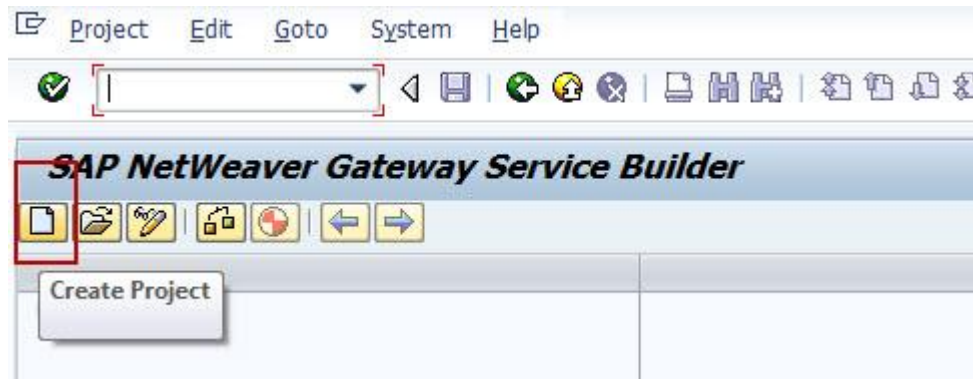 Project Edit Goto System Help
SAP NetWeaver Gateway Service Builder
Create Project